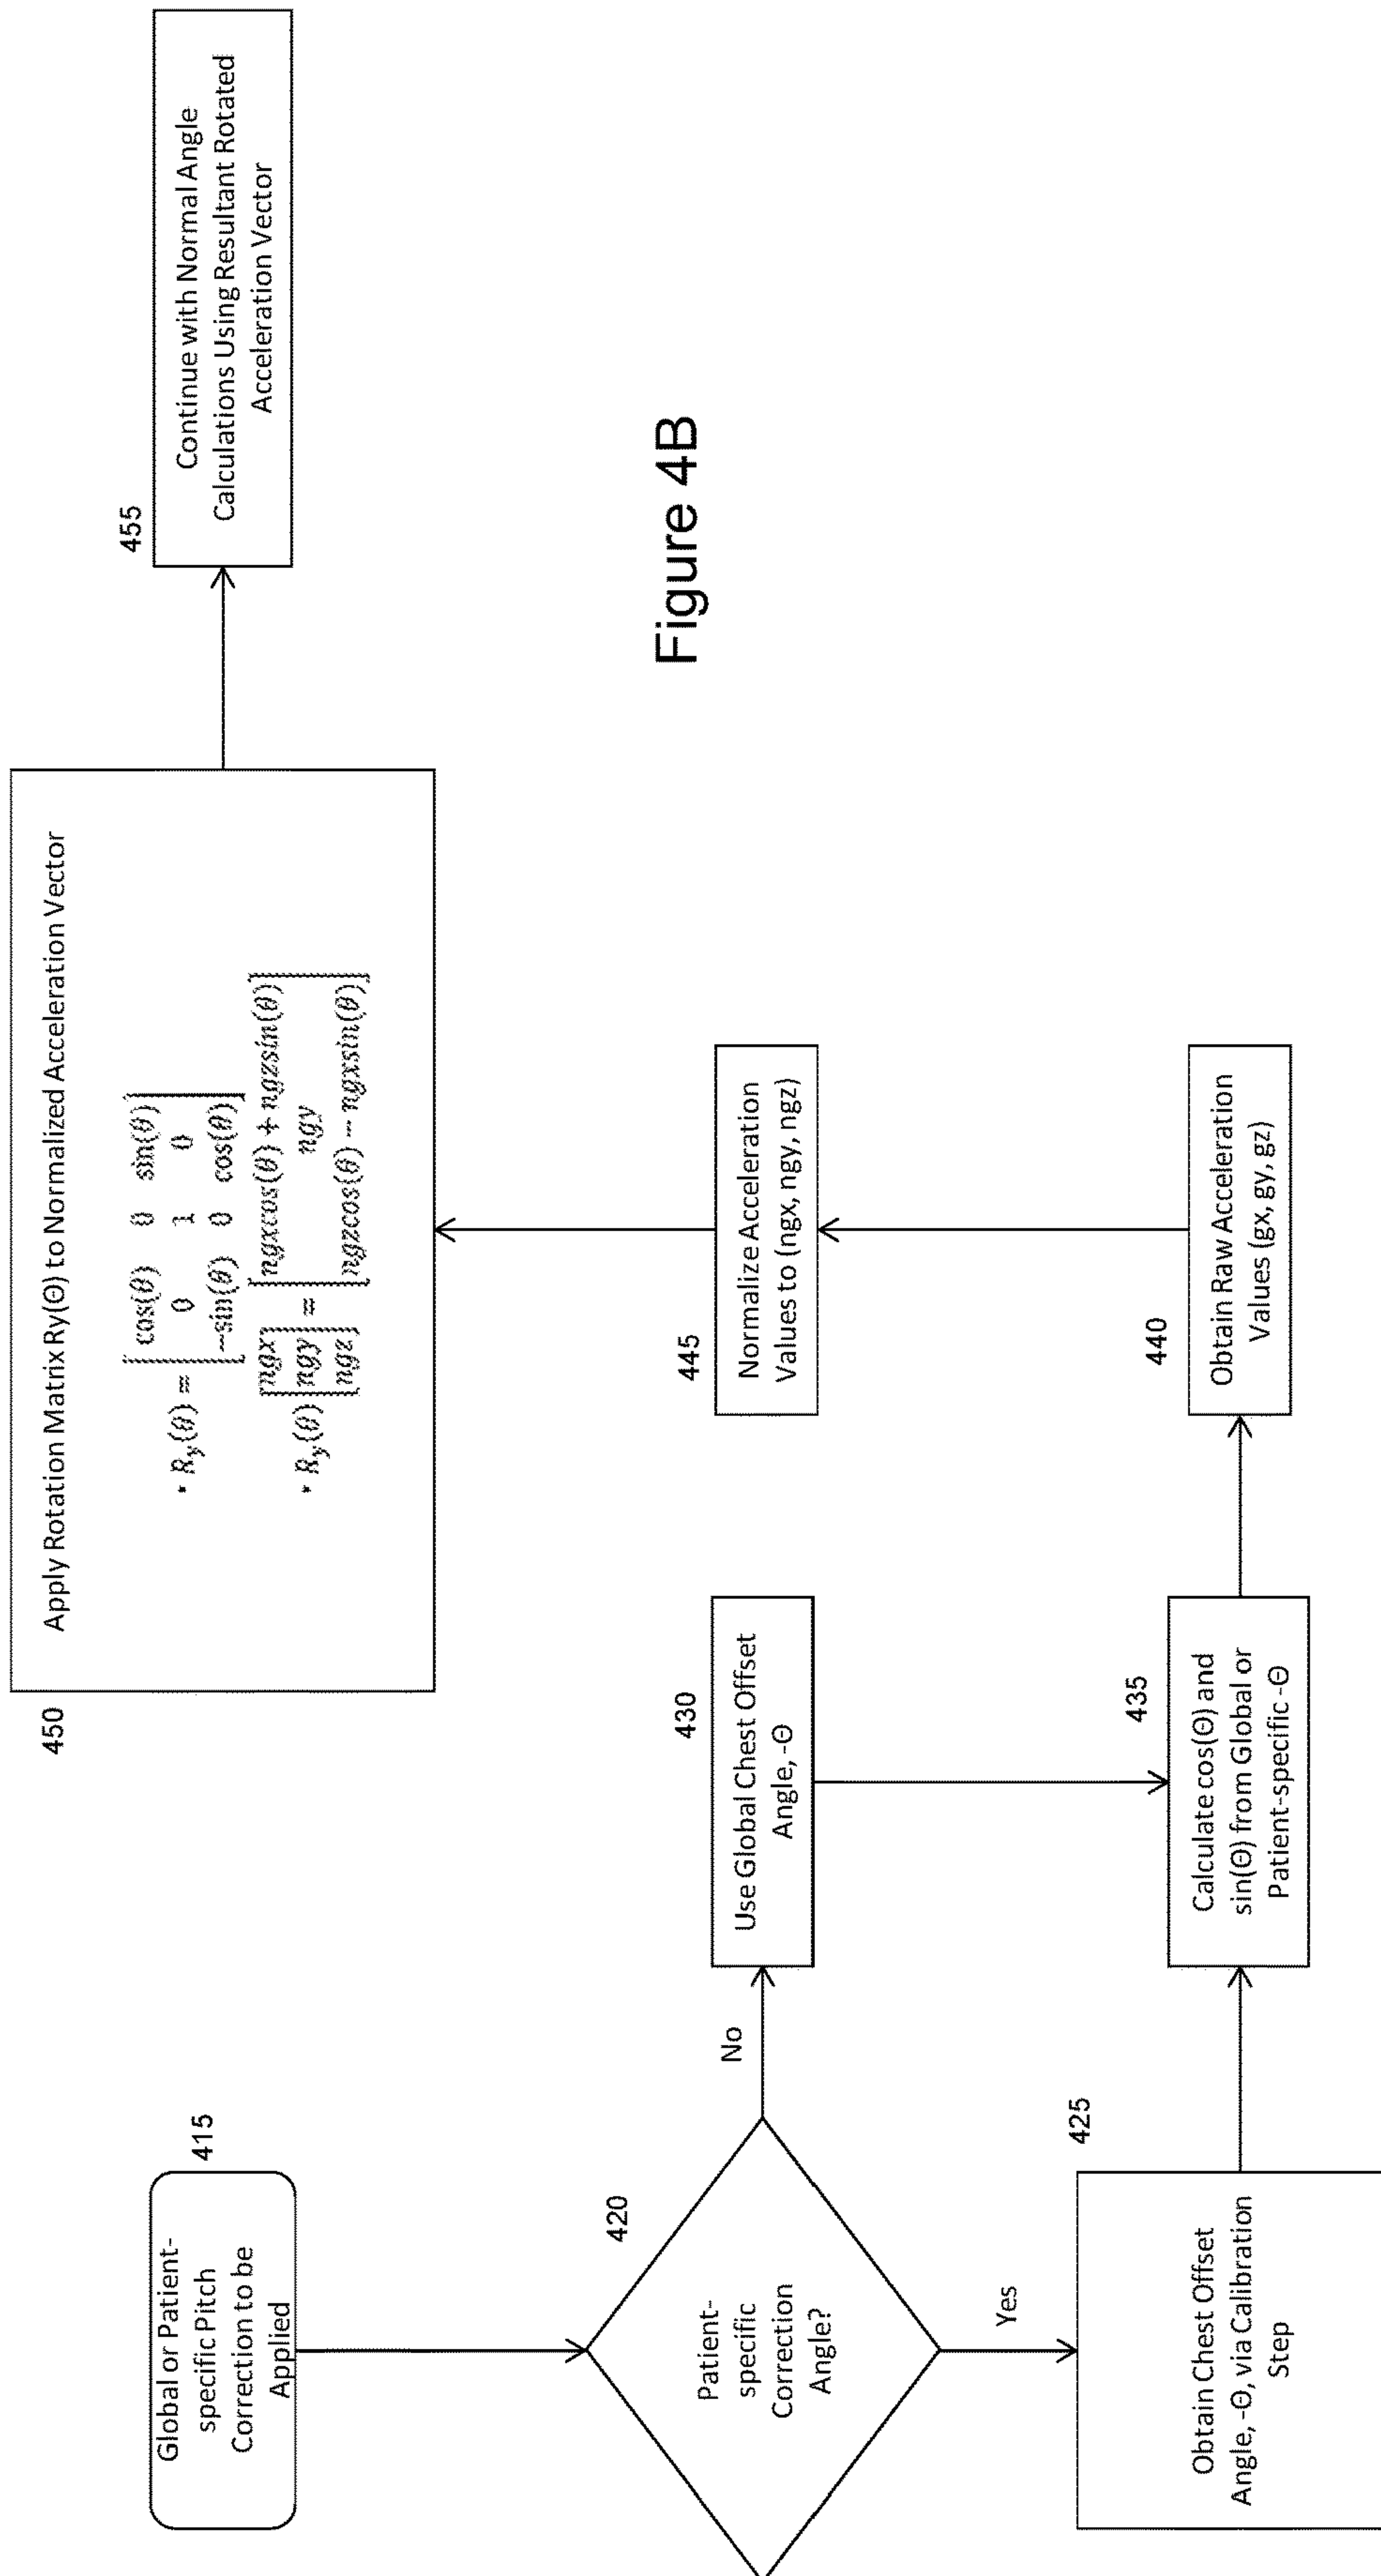 415
Global or Patient-
specific Pitch
Correction to be
Applied
420
Patient-
specific
Correction
Angle?
No
Yes
425
Obtain Chest Offset
Angle, -Θ, via Calibration
Step
430
Use Global Chest Offset
Angle, -Θ
435
Calculate cos(Θ) and
sin(Θ) from Global or
Patient-specific -Θ
440
Obtain Raw Acceleration
Values (gx, gy, gz)
445
Normalize Acceleration
Values to (ngx, ngy, ngz)
450
Apply Rotation Matrix Ry(Θ) to Normalized Acceleration Vector
• R_y(θ) = [cos(θ) 0 sin(θ)
0 1 0
−sin(θ) 0 cos(θ)]
• R_y(θ) [ngx ngy ngz] = [ngxcos(θ) + ngzsin(θ)
ngy
ngzcos(θ) − ngxsin(θ)]
455
Continue with Normal Angle
Calculations Using Resultant Rotated
Acceleration Vector
Figure 4B